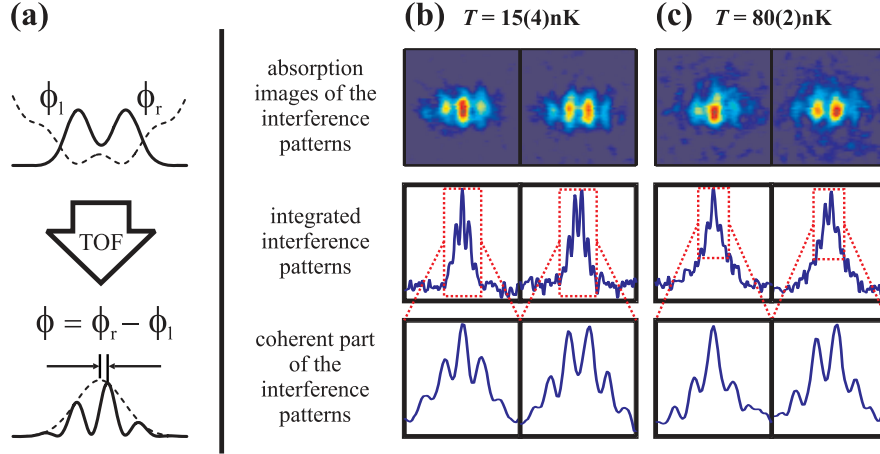 (a)
ϕl
ϕr
TOF
ϕ = ϕr − ϕl
absorption
images of the
interference
patterns
integrated
interference
patterns
coherent part
of the
interference
patterns
(b)
T = 15(4)nK
(c)
T = 80(2)nK